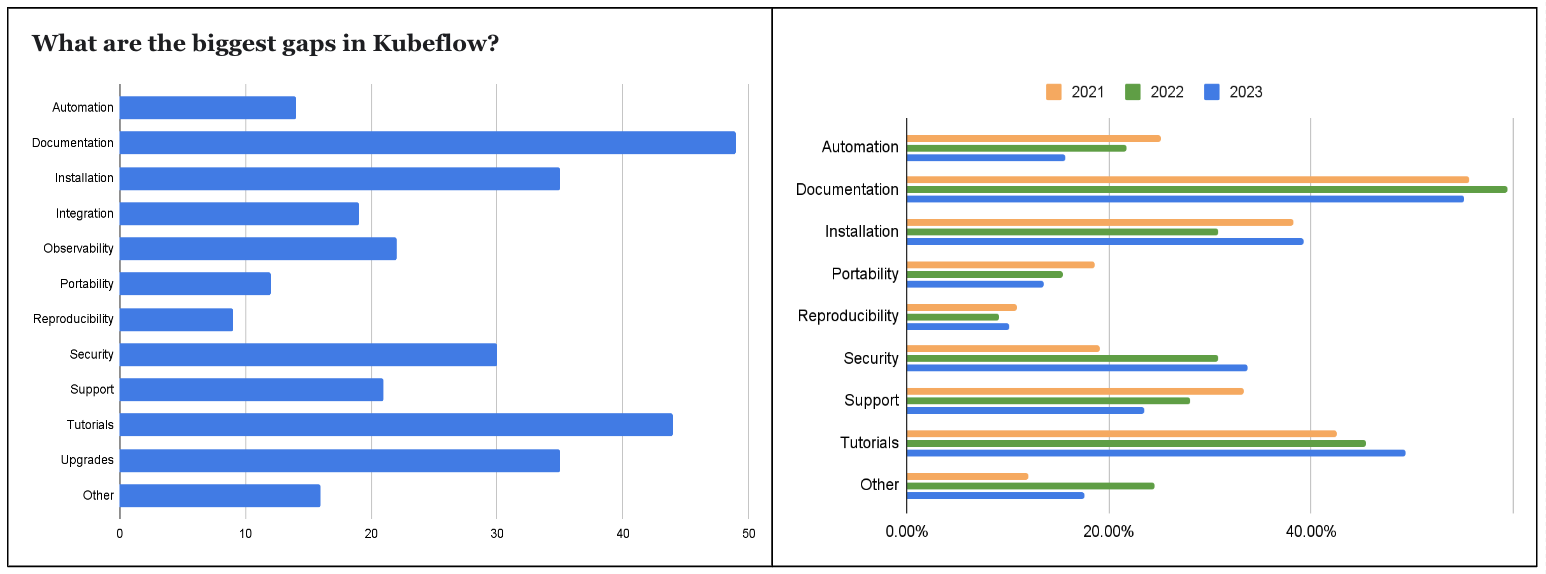 What are the biggest gaps in Kubeflow?
Automation
Documentation
Installation
Integration
Observability
Portability
Reproducibility
Security
Support
Tutorials
Upgrades
Other
0 10 20 30 40 50
2021 2022 2023
Automation
Documentation
Installation
Portability
Reproducibility
Security
Support
Tutorials
Other
0.00% 20.00% 40.00%